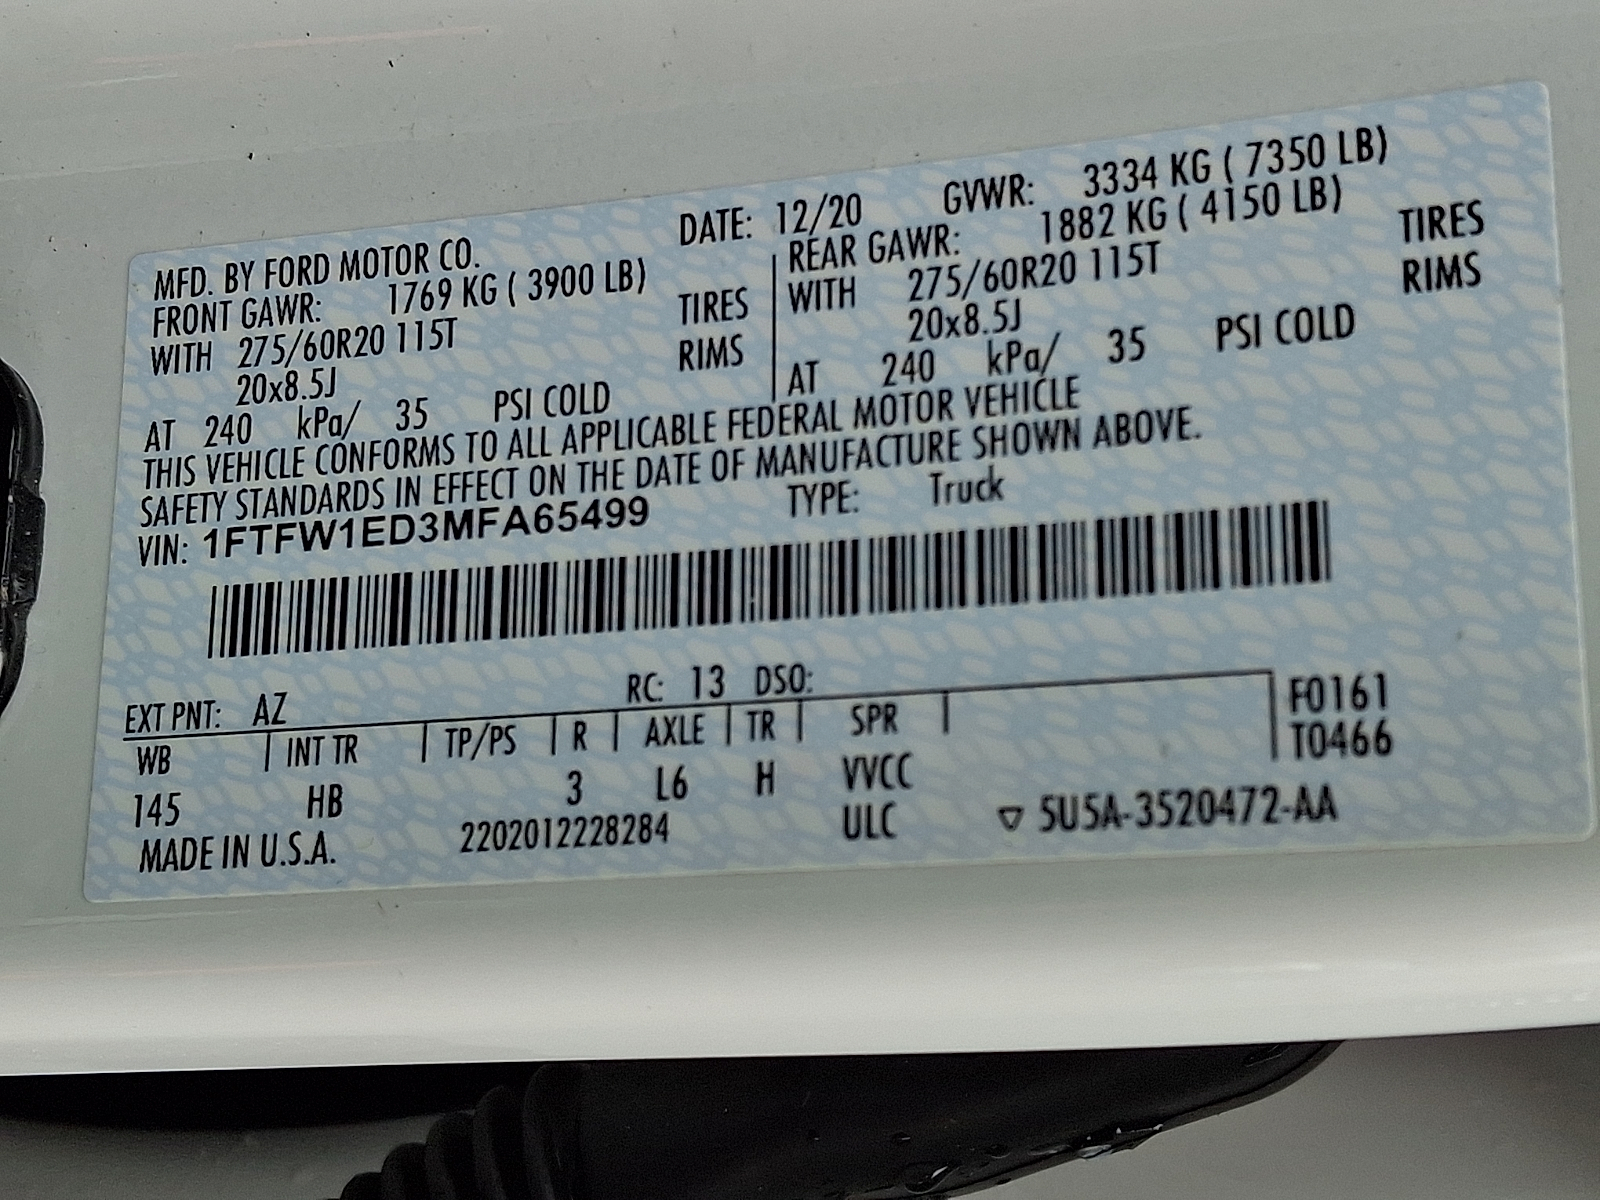 MFD. BY FORD MOTOR CO. DATE: 12/20 GVWR: 3334 KG ( 7350 LB)
FRONT GAWR: 1769 KG ( 3900 LB) REAR GAWR: 1882 KG ( 4150 LB)
WITH 275/60R20 115T TIRES WITH 275/60R20 115T TIRES
20x8.5J RIMS 20x8.5J RIMS
AT 240 kPa/ 35 PSI COLD AT 240 kPa/ 35 PSI COLD
THIS VEHICLE CONFORMS TO ALL APPLICABLE FEDERAL MOTOR VEHICLE
SAFETY STANDARDS IN EFFECT ON THE DATE OF MANUFACTURE SHOWN ABOVE.
VIN: 1FTFW1ED3MFA65499 TYPE: Truck
EXT PNT: AZ RC: 13 DSO: F0161
WB INT TR TP/PS R AXLE TR SPR T0466
145 HB 3 L6 H VVCC
MADE IN U.S.A. 2202012228284 ULC ▽ 5U5A-3520472-AA